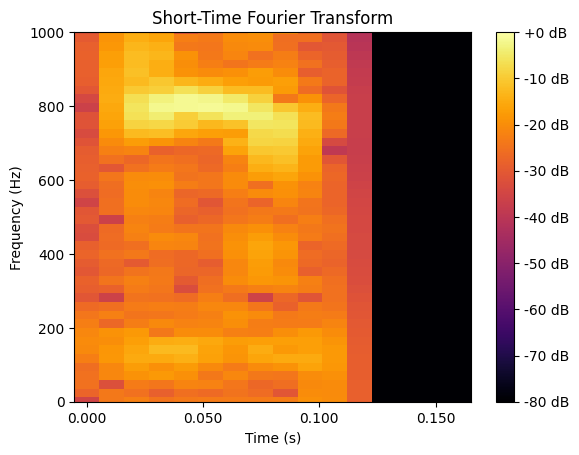 Short-Time Fourier Transform
Frequency (Hz)
1000
800
600
400
200
0
0.000
0.050
0.100
0.150
Time (s)
+0 dB
-10 dB
-20 dB
-30 dB
-40 dB
-50 dB
-60 dB
-70 dB
-80 dB